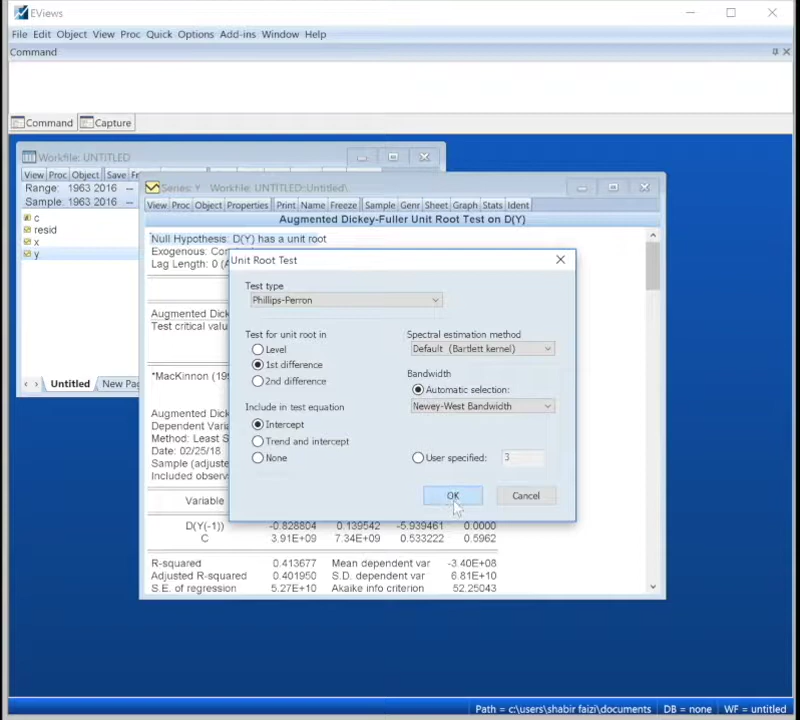 EViews
File Edit Object View Proc Quick Options Add-ins Window Help
Command
Command Capture
Workfile: UNTITLED
View Proc Object Save
Range: 1963 2016 --
Sample: 1963 2016 --
c
resid
x
y
Untitled New
Series: Y Workfile: UNTITLED::Untitled\
View Proc Object Properties Print Name Freeze Sample Genr Sheet Graph Stats Ident
Augmented Dickey-Fuller Unit Root Test on D(Y)
Null Hypothesis: D(Y) has a unit root
Exogenous:
Lag Length: 0
Augmented
Test critical
*MacKinnon
Augmented
Dependent
Method: Least
Date: 02/25/18
Sample
Included
Variable
D(Y(-1)) -0.828804 0.139542 -5.939461 0.0000
C 3.91E+09 7.34E+09 0.533222 0.5962
R-squared 0.413677 Mean dependent var -3.40E+08
Adjusted R-squared 0.401950 S.D. dependent var 6.81E+10
S.E. of regression 5.27E+10 Akaike info criterion 52.25043
Unit Root Test
Test type
Phillips-Perron
Test for unit root in
Level
1st difference
2nd difference
Include in test equation
Intercept
Trend and intercept
None
Spectral estimation method
Default (Bartlett kernel)
Bandwidth
Automatic selection:
Newey-West Bandwidth
User specified: 3
OK Cancel
Path = c:\users\shabir faizi\documents DB = none WF = untitled